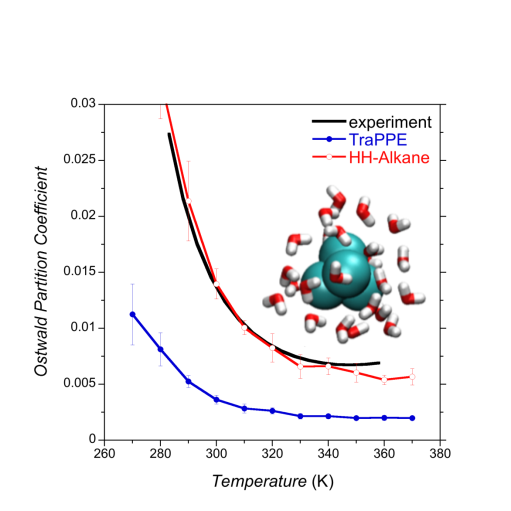 0.03
0.025
0.02
0.015
0.01
0.005
0
Ostwald Partition Coefficient
experiment
TraPPE
HH-Alkane
260 280 300 320 340 360 380
Temperature (K)